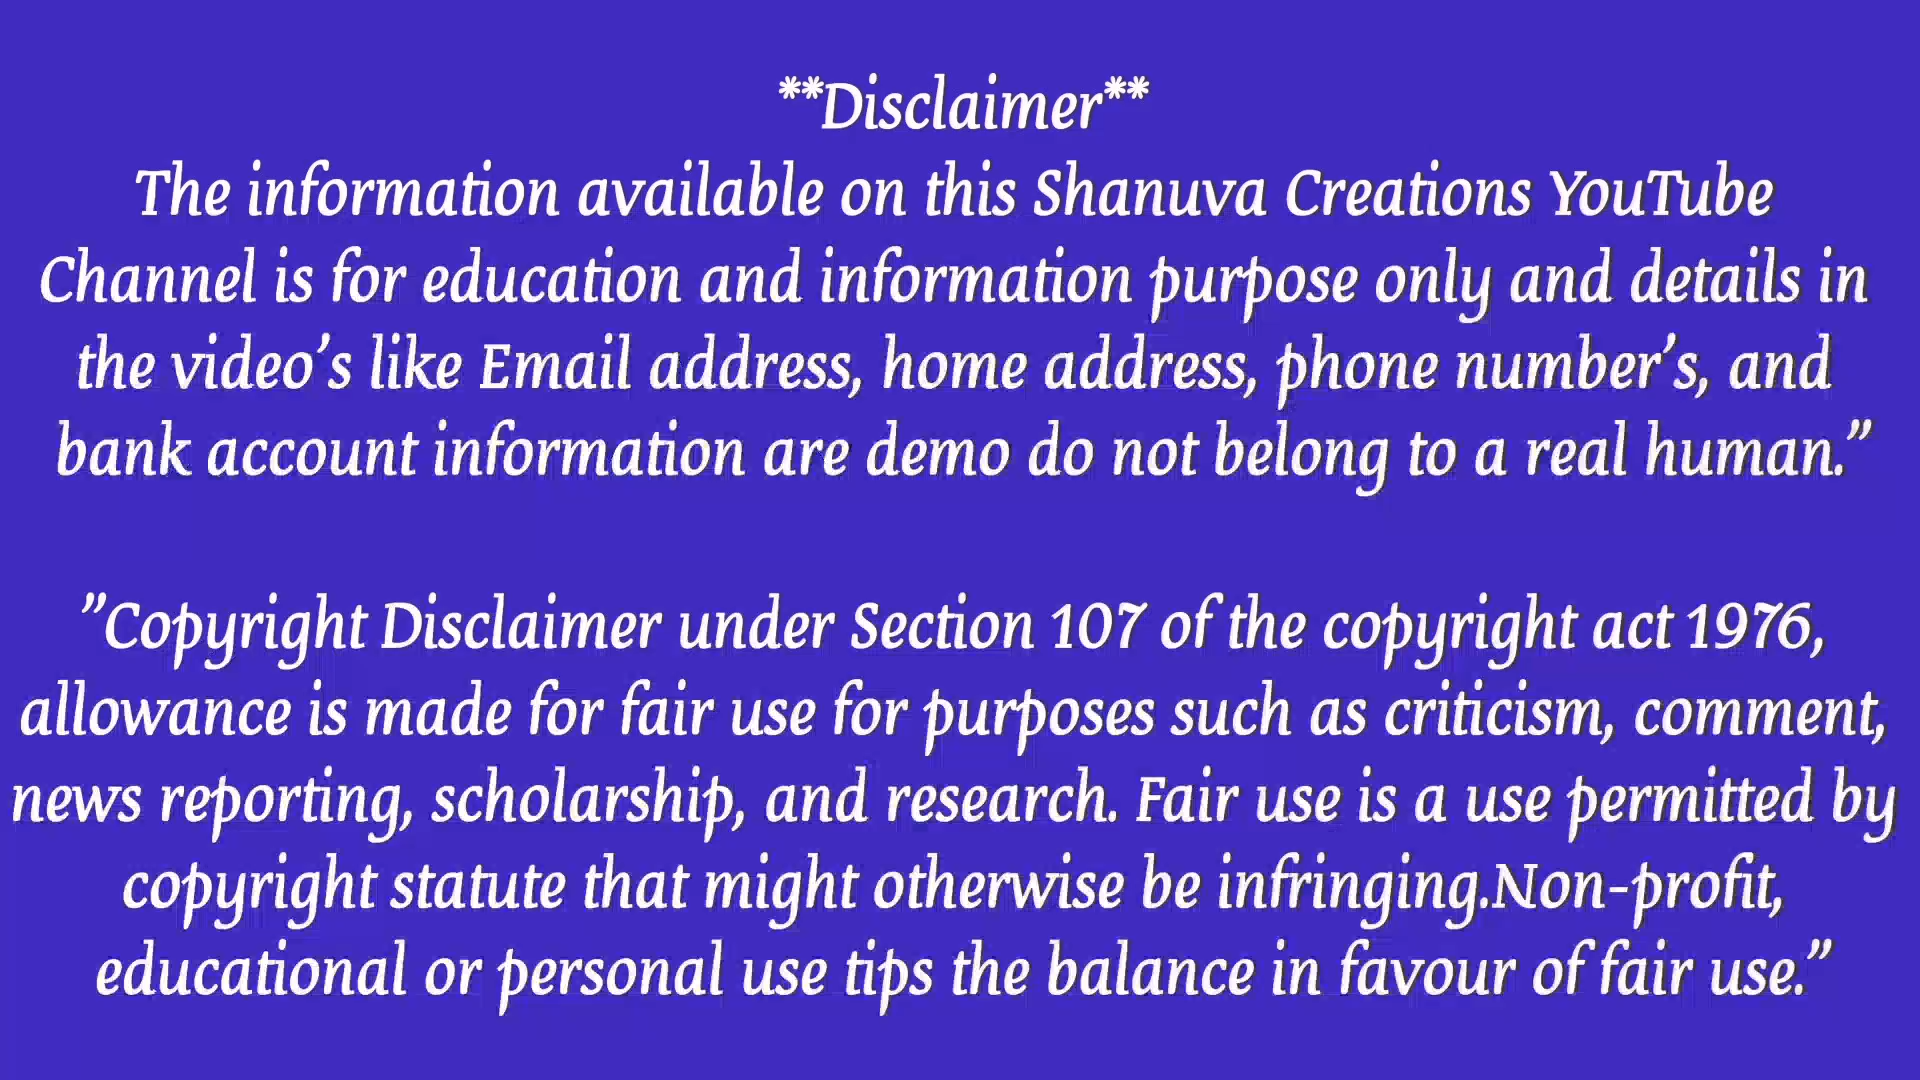 **Disclaimer**
The information available on this Shanuva Creations YouTube
Channel is for education and information purpose only and details in
the video’s like Email address, home address, phone number’s, and
bank account information are demo do not belong to a real human.”
”Copyright Disclaimer under Section 107 of the copyright act 1976,
allowance is made for fair use for purposes such as criticism, comment,
news reporting, scholarship, and research. Fair use is a use permitted by
copyright statute that might otherwise be infringing.Non-profit,
educational or personal use tips the balance in favour of fair use.”